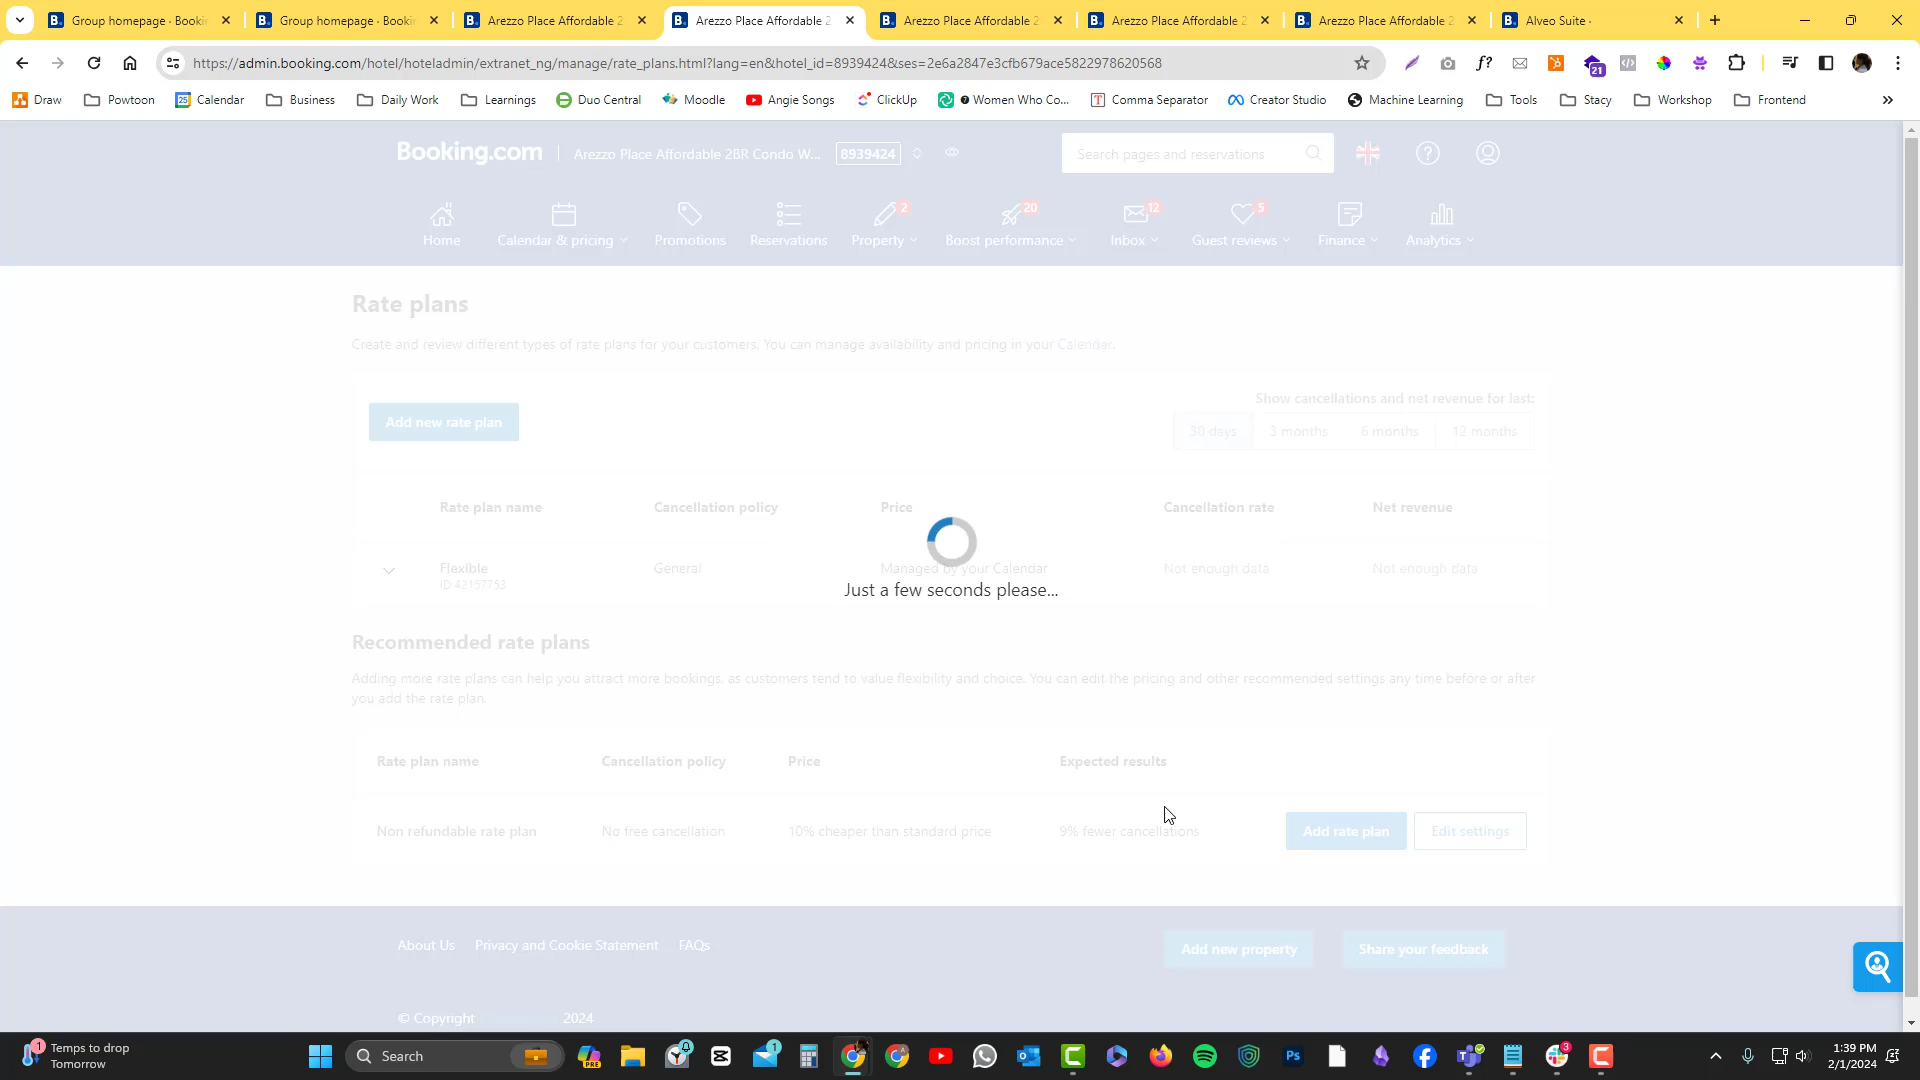 Group homepage · Bookin
Group homepage · Bookin
Arezzo Place Affordable 2
Arezzo Place Affordable 2
Arezzo Place Affordable 2
Arezzo Place Affordable 2
Arezzo Place Affordable 2
Alveo Suite ·
https://admin.booking.com/hotel/hoteladmin/extranet_ng/manage/rate_plans.html?lang=en&hotel_id=8939424&ses=2e6a2847e3cfb679ace5822978620568
21
Draw
Powtoon
Calendar
Business
Daily Work
Learnings
Duo Central
Moodle
Angie Songs
ClickUp
Women Who Co...
Comma Separator
Creator Studio
Machine Learning
Tools
Stacy
Workshop
Frontend
Booking.com
Arezzo Place Affordable 2BR Condo W...
8939424
Search pages and reservations
Home
Calendar & pricing
Promotions
Reservations
Property
2
Boost performance
20
Inbox
12
Guest reviews
5
Finance
Analytics
Rate plans
Create and review different types of rate plans for your customers. You can manage availability and pricing in your Calendar.
Show cancellations and net revenue for last:
Add new rate plan
30 days
3 months
6 months
12 months
Rate plan name
Cancellation policy
Price
Cancellation rate
Net revenue
Flexible
ID 42157753
General
Managed by your Calendar
Not enough data
Not enough data
Just a few seconds please...
Recommended rate plans
Adding more rate plans can help you attract more bookings, as customers tend to value flexibility and choice. You can edit the pricing and other recommended settings any time before or after
you add the rate plan.
Rate plan name
Cancellation policy
Price
Expected results
Non refundable rate plan
No free cancellation
10% cheaper than standard price
9% fewer cancellations
Add rate plan
Edit settings
About Us
Privacy and Cookie Statement
FAQs
Add new property
Share your feedback
© Copyright
2024
1
Temps to drop
Tomorrow
Search
PRE
1
Ps
3
1:39 PM
2/1/2024